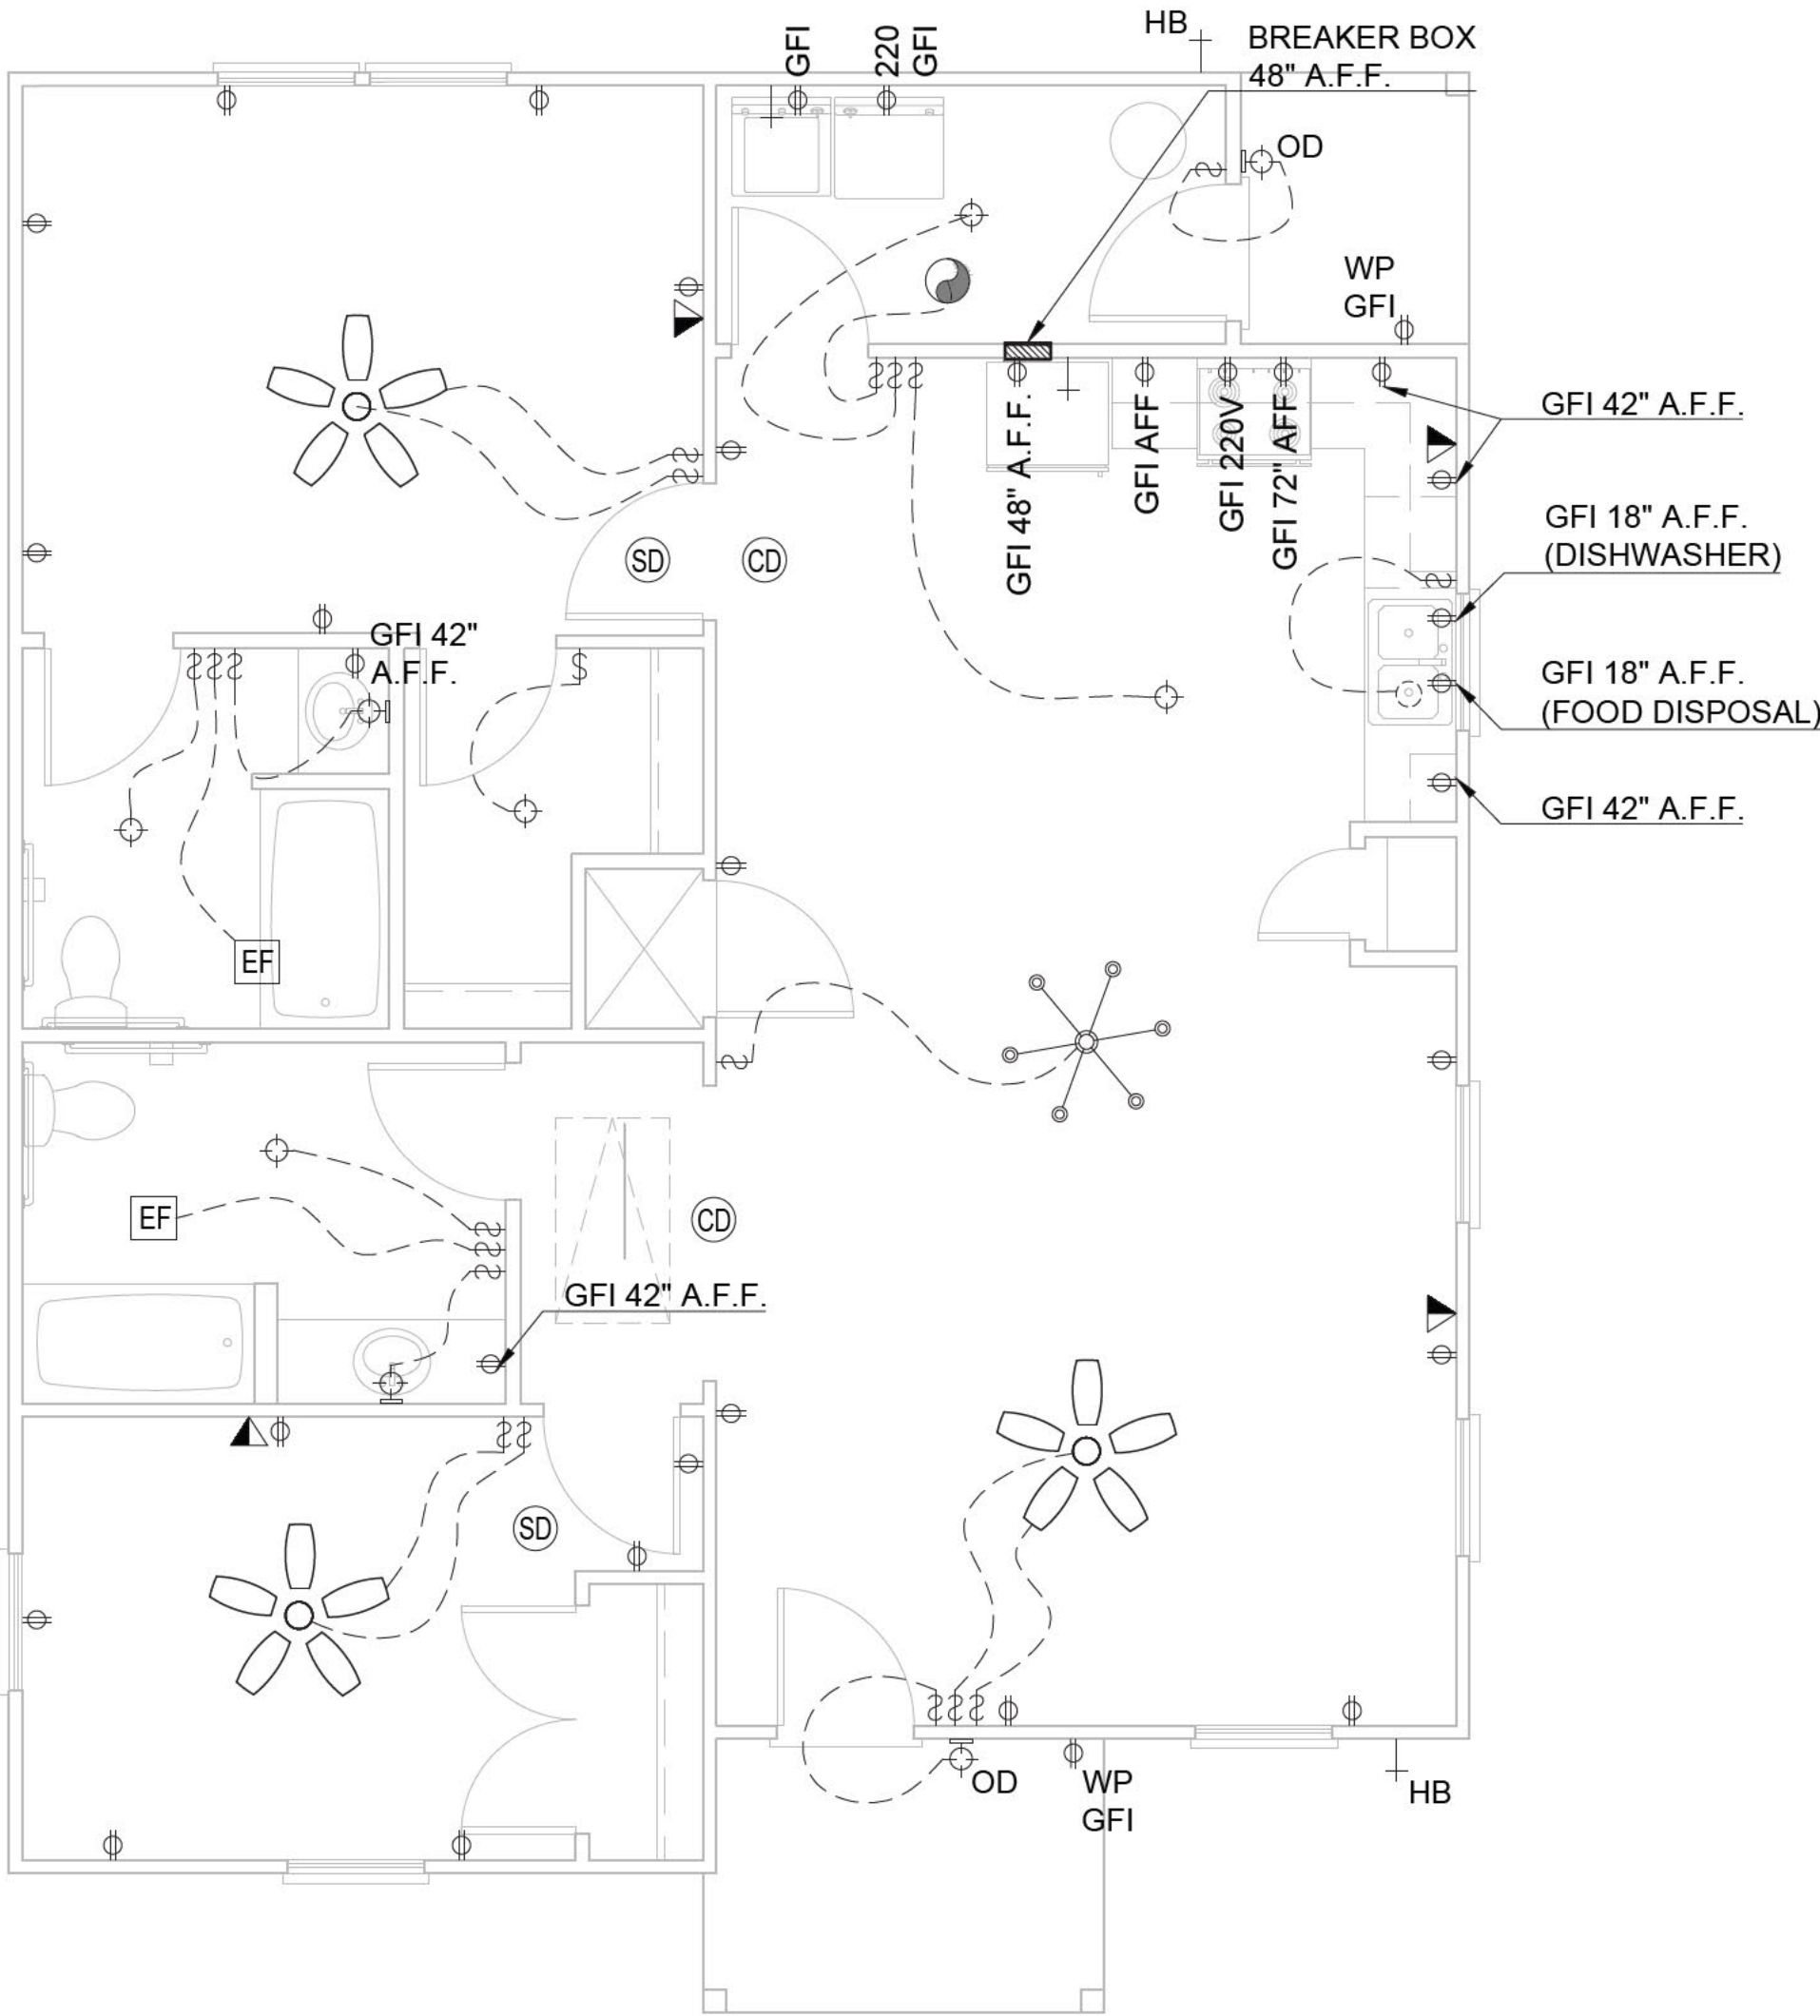 HB
GFI
220
GFI
BREAKER BOX
48" A.F.F.
OD
WP
GFI
GFI 42" A.F.F.
GFI 48" A.F.F.
GFI AFF
GFI 220V
GFI 72" AFF
GFI 18" A.F.F.
(DISHWASHER)
SD
CD
GFI 42"
A.F.F.
GFI 18" A.F.F.
(FOOD DISPOSAL)
GFI 42" A.F.F.
EF
EF
CD
GFI 42" A.F.F.
SD
OD
WP
GFI
HB